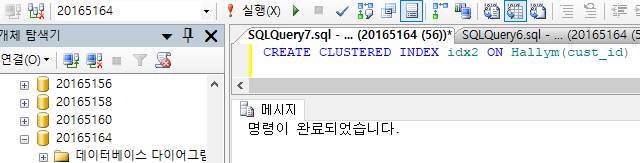 20165164
실행(X)
개체 탐색기
연결(O)
20165156
20165158
20165160
20165164
데이터베이스 다이어그림
SQLQuery7.sql - ... (20165164 (56))*
SQLQuery6.sql - ... (20165164 (5
CREATE CLUSTERED INDEX idx2 ON Hallym(cust_id)
메시지
명령이 완료되었습니다.